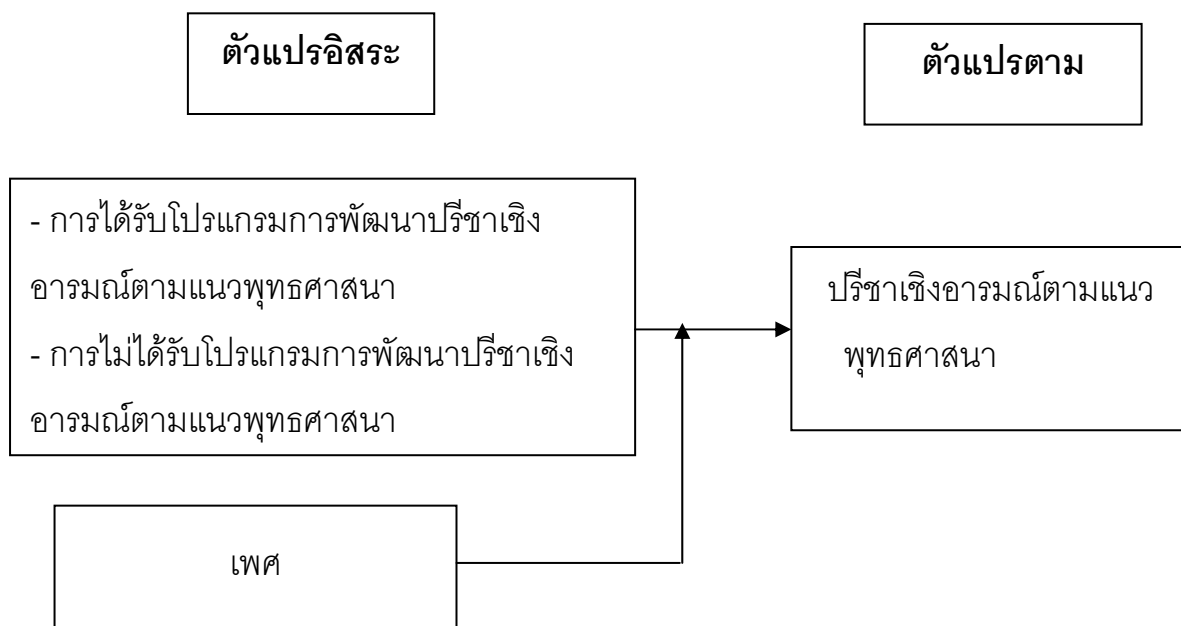 ตัวแปรอิสระ
ตัวแปรตาม
- การได้รับโปรแกรมการพัฒนาปรีชาเชิง
อารมณ์ตามแนวพุทธศาสนา
- การไม่ได้รับโปรแกรมการพัฒนาปรีชาเชิง
อารมณ์ตามแนวพุทธศาสนา
ปรีชาเชิงอารมณ์ตามแนว
พุทธศาสนา
เพศ